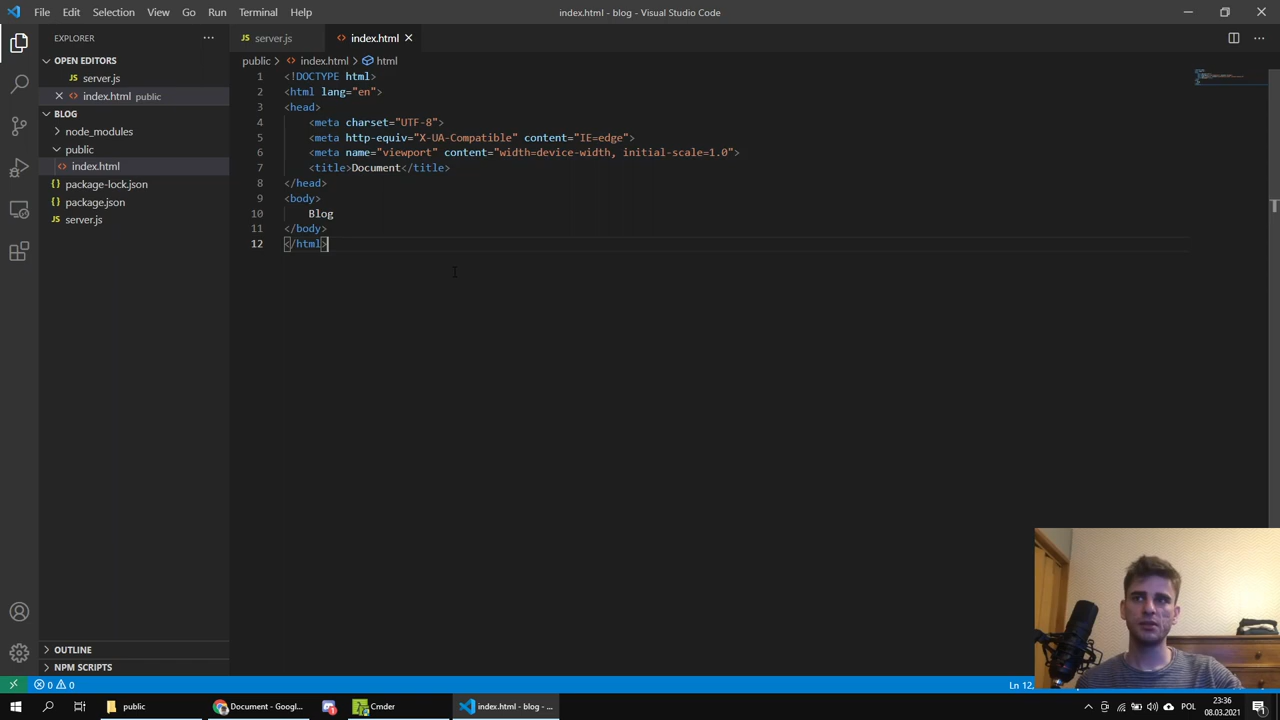 File Edit Selection View Go Run Terminal Help
index.html - blog - Visual Studio Code
EXPLORER
OPEN EDITORS
server.js
index.html public
BLOG
node_modules
public
index.html
package-lock.json
package.json
server.js
OUTLINE
NPM SCRIPTS
server.js
index.html
public > index.html > html
1 <!DOCTYPE html>
2 <html lang="en">
3 <head>
4 <meta charset="UTF-8">
5 <meta http-equiv="X-UA-Compatible" content="IE=edge">
6 <meta name="viewport" content="width=device-width, initial-scale=1.0">
7 <title>Document</title>
8 </head>
9 <body>
10 Blog
11 </body>
12 </html>
0 0
Ln 12,
public
Document - Googl...
Cmder
index.html - blog - ...
POL
23:36
08.03.2021
1